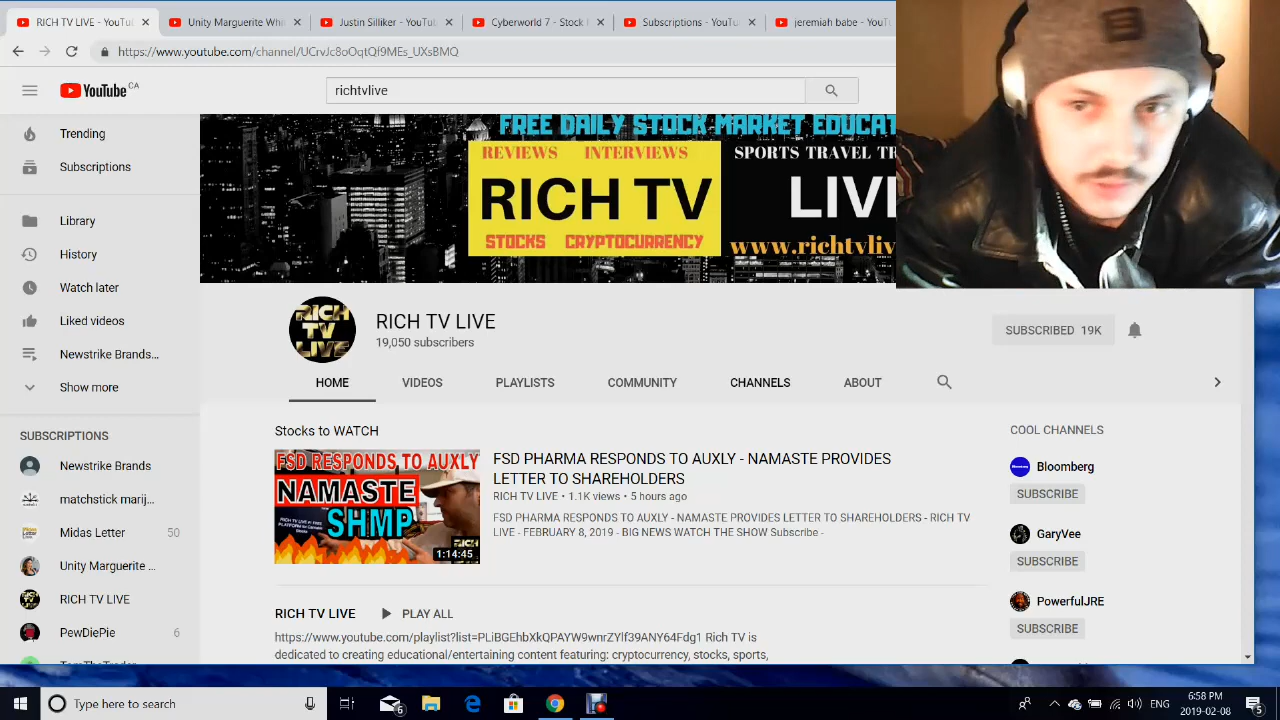 RICH TV LIVE - YouTu
Unity Marguerite Whi
Justin Silliker - YouTu
Cyberworld 7 - Stock
Subscriptions - YouTu
jeremiah babe - YouT
https://www.youtube.com/channel/UCrvJc8oOqtQf9MEs_UXsBMQ
YouTube CA
richtvlive
Trending
Subscriptions
Library
History
Watch later
Liked videos
Newstrike Brands...
Show more
SUBSCRIPTIONS
Newstrike Brands
matchstick marij...
Midas Letter 50
Unity Marguerite ...
RICH TV LIVE
PewDiePie 6
FREE DAILY STOCK MARKET EDUCAT
REVIEWS INTERVIEWS
RICH TV
STOCKS CRYPTOCURRENCY
SPORTS TRAVEL TR
LIV
www.richtvliv
RICH TV LIVE
RICH TV LIVE
19,050 subscribers
SUBSCRIBED 19K
HOME VIDEOS PLAYLISTS COMMUNITY CHANNELS ABOUT
Stocks to WATCH
FSD RESPONDS TO AUXLY
NAMASTE
SHMP
1:14:45
FSD PHARMA RESPONDS TO AUXLY - NAMASTE PROVIDES
LETTER TO SHAREHOLDERS
RICH TV LIVE • 1.1K views • 5 hours ago
FSD PHARMA RESPONDS TO AUXLY - NAMASTE PROVIDES LETTER TO SHAREHOLDERS - RICH TV
LIVE - FEBRUARY 8, 2019 - BIG NEWS WATCH THE SHOW Subscribe -
RICH TV LIVE PLAY ALL
https://www.youtube.com/playlist?list=PLiBGEhbXkQPAYW9wnrZYlf39ANY64Fdg1 Rich TV is
dedicated to creating educational/entertaining content featuring: cryptocurrency, stocks, sports,
COOL CHANNELS
Bloomberg
SUBSCRIBE
GaryVee
SUBSCRIBE
PowerfulJRE
SUBSCRIBE
Type here to search
6
ENG
6:58 PM
2019-02-08
5